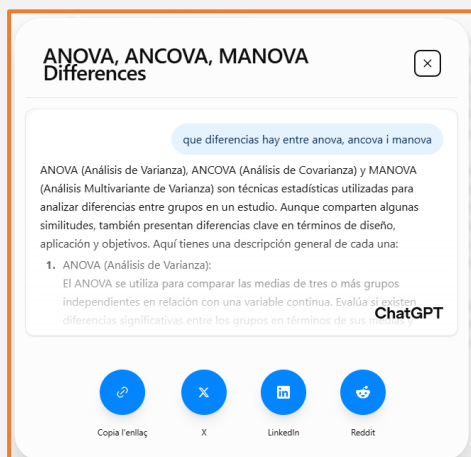 ANOVA, ANCOVA, MANOVA
Differences
que diferencias hay entre anova, ancova i manova
ANOVA (Análisis de Varianza), ANCOVA (Análisis de Covarianza) y MANOVA
(Análisis Multivariante de Varianza) son técnicas estadísticas utilizadas para
analizar diferencias entre grupos en un estudio. Aunque comparten algunas
similitudes, también presentan diferencias clave en términos de diseño,
aplicación y objetivos. Aquí tienes una descripción general de cada una:
1. ANOVA (Análisis de Varianza):
El ANOVA se utiliza para comparar las medias de tres o más grupos
independientes en relación con una variable continua. Evalúa si existen
diferencias significativas entre los grupos en términos de sus medias y
ChatGPT
Copia l'enllaç
X
LinkedIn
Reddit